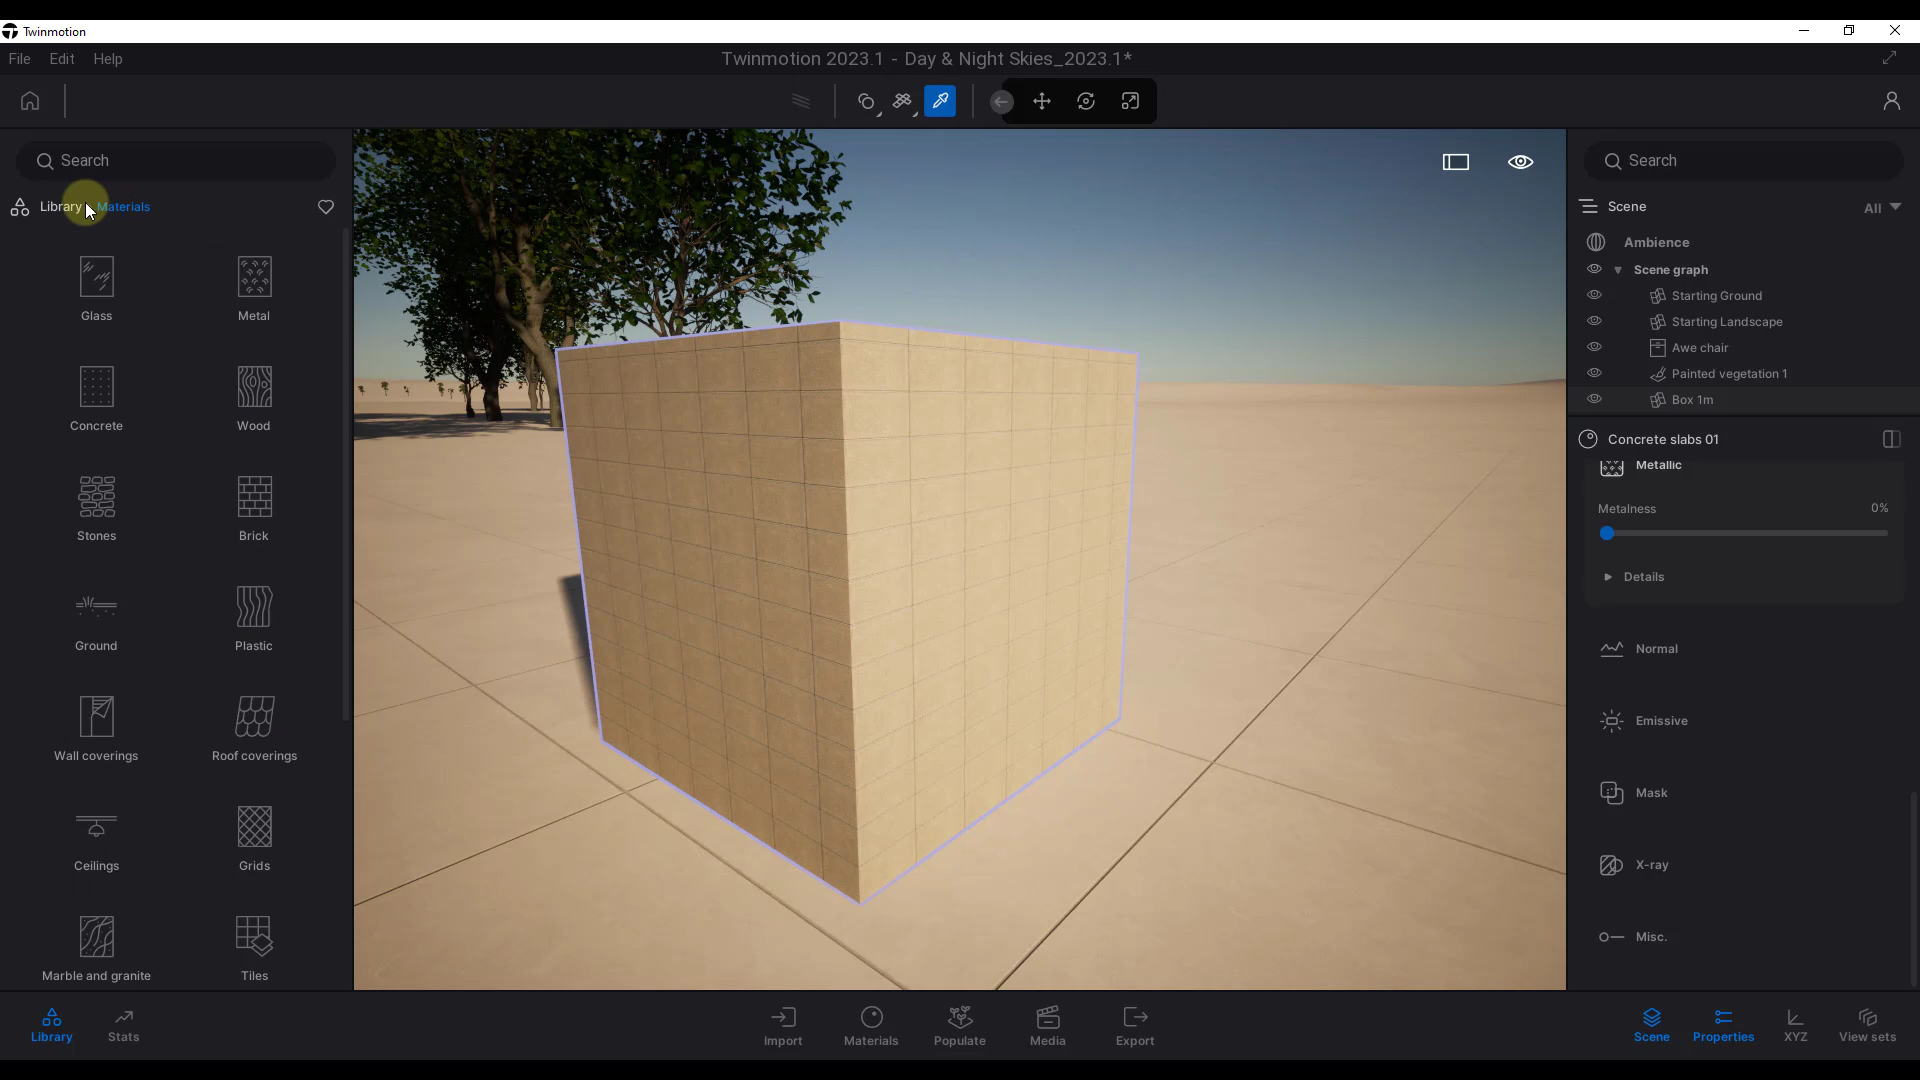 Twinmotion
File Edit Help
Twinmotion 2023.1 - Day & Night Skies_2023.1*
Search
Library
Materials
Glass
Metal
Concrete
Wood
Stones
Brick
Ground
Plastic
Wall coverings
Roof coverings
Ceilings
Grids
Marble and granite
Tiles
Search
Scene
All
Ambience
Scene graph
Starting Ground
Starting Landscape
Awe chair
Painted vegetation 1
Box 1m
Concrete slabs 01
Metallic
Metalness 0%
Details
Normal
Emissive
Mask
X-ray
Misc.
Library
Stats
Import
Materials
Populate
Media
Export
Scene
Properties
XYZ
View sets